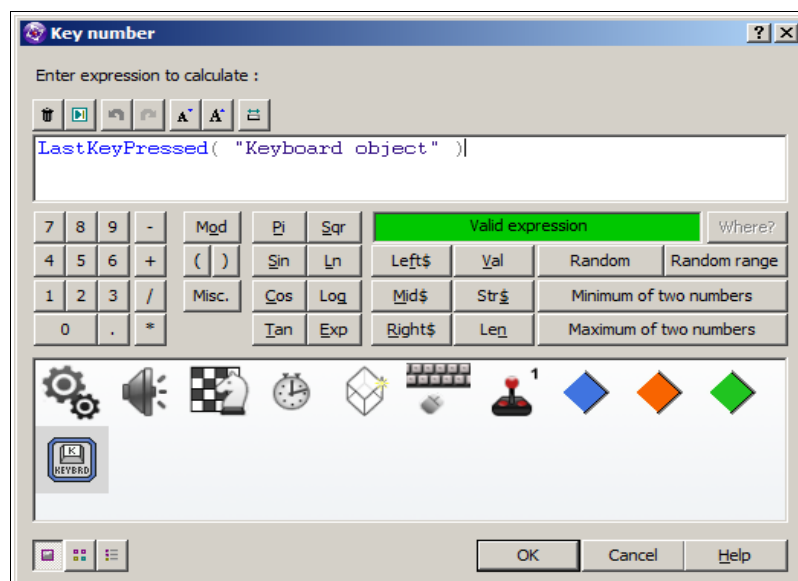 Key number
Enter expression to calculate :
LastKeyPressed( "Keyboard object" )
7 8 9 - Mod Pi Sqr Valid expression Where?
4 5 6 + ( ) Sin Ln Left$ Val Random Random range
1 2 3 / Misc. Cos Log Mid$ Str$ Minimum of two numbers
0 . * Tan Exp Right$ Len Maximum of two numbers
1
K
KEYBRD
OK Cancel Help